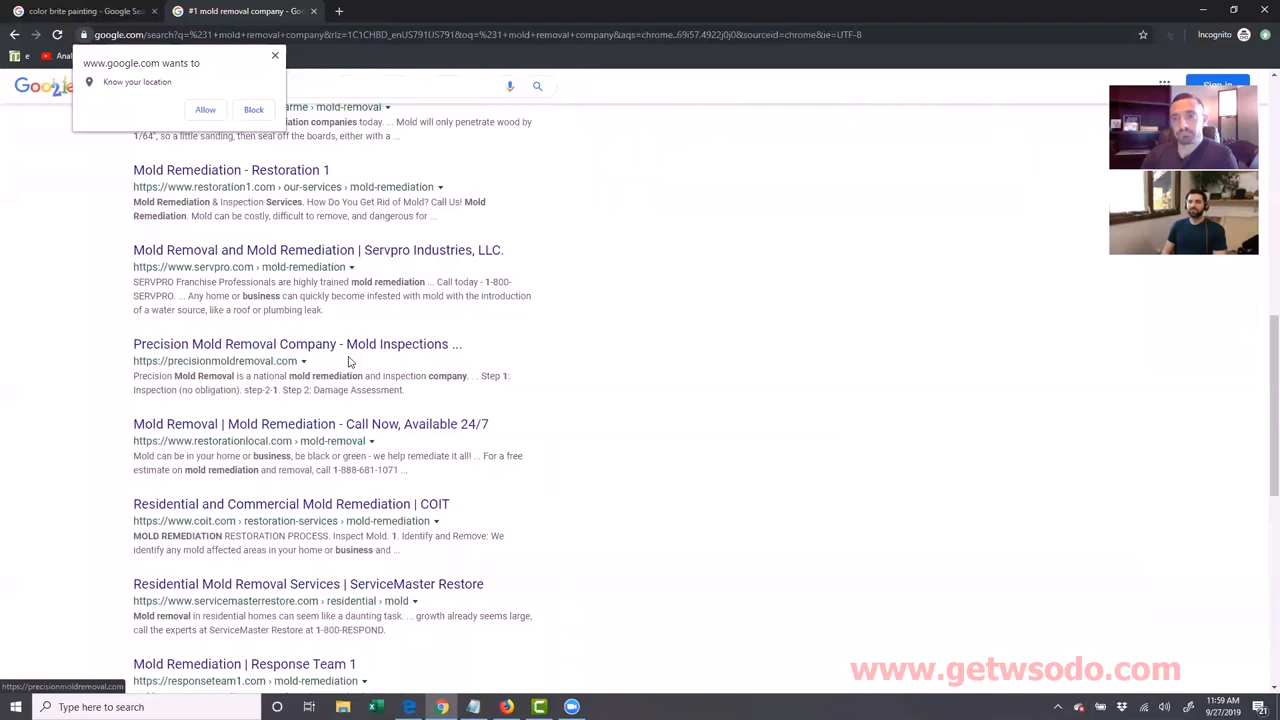 color brite painting - Google Sea
#1 mold removal company - Goo
Incognito
google.com/search?q=%231+mold+removal+company&rlz=1C1CHBD_enUS791US791&oq=%231+mold+removal+company&aqs=chrome..69i57.4922j0j0&sourceid=chrome&ie=UTF-8
www.google.com wants to
Know your location
Allow Block
Sign in
arme › mold-removal
iation companies today. ... Mold will only penetrate wood by
1/64", so a little sanding, then seal off the boards, either with a ...
Mold Remediation - Restoration 1
https://www.restoration1.com › our-services › mold-remediation
Mold Remediation & Inspection Services. How Do You Get Rid of Mold? Call Us! Mold
Remediation. Mold can be costly, difficult to remove, and dangerous for ...
Mold Removal and Mold Remediation | Servpro Industries, LLC.
https://www.servpro.com › mold-remediation
SERVPRO Franchise Professionals are highly trained mold remediation ... Call today - 1-800-
SERVPRO. ... Any home or business can quickly become infested with mold with the introduction
of a water source, like a roof or plumbing leak.
Precision Mold Removal Company - Mold Inspections ...
https://precisionmoldremoval.com
Precision Mold Removal is a national mold remediation and inspection company. ... Step 1:
Inspection (no obligation). step-2-1. Step 2: Damage Assessment.
Mold Removal | Mold Remediation - Call Now, Available 24/7
https://www.restorationlocal.com › mold-removal
Mold can be in your home or business, be black or green - we help remediate it all! ... For a free
estimate on mold remediation and removal, call 1-888-681-1071 ...
Residential and Commercial Mold Remediation | COIT
https://www.coit.com › restoration-services › mold-remediation
MOLD REMEDIATION RESTORATION PROCESS. Inspect Mold. 1. Identify and Remove: We
identify any mold affected areas in your home or business and ...
Residential Mold Removal Services | ServiceMaster Restore
https://www.servicemasterrestore.com › residential › mold
Mold removal in residential homes can seem like a daunting task. ... growth already seems large,
call the experts at ServiceMaster Restore at 1-800-RESPOND.
Mold Remediation | Response Team 1
https://responseteam1.com › mold-remediation
https://precisionmoldremoval.com
www.getwsodo.com
Type here to search
11:59 AM
9/27/2019
21